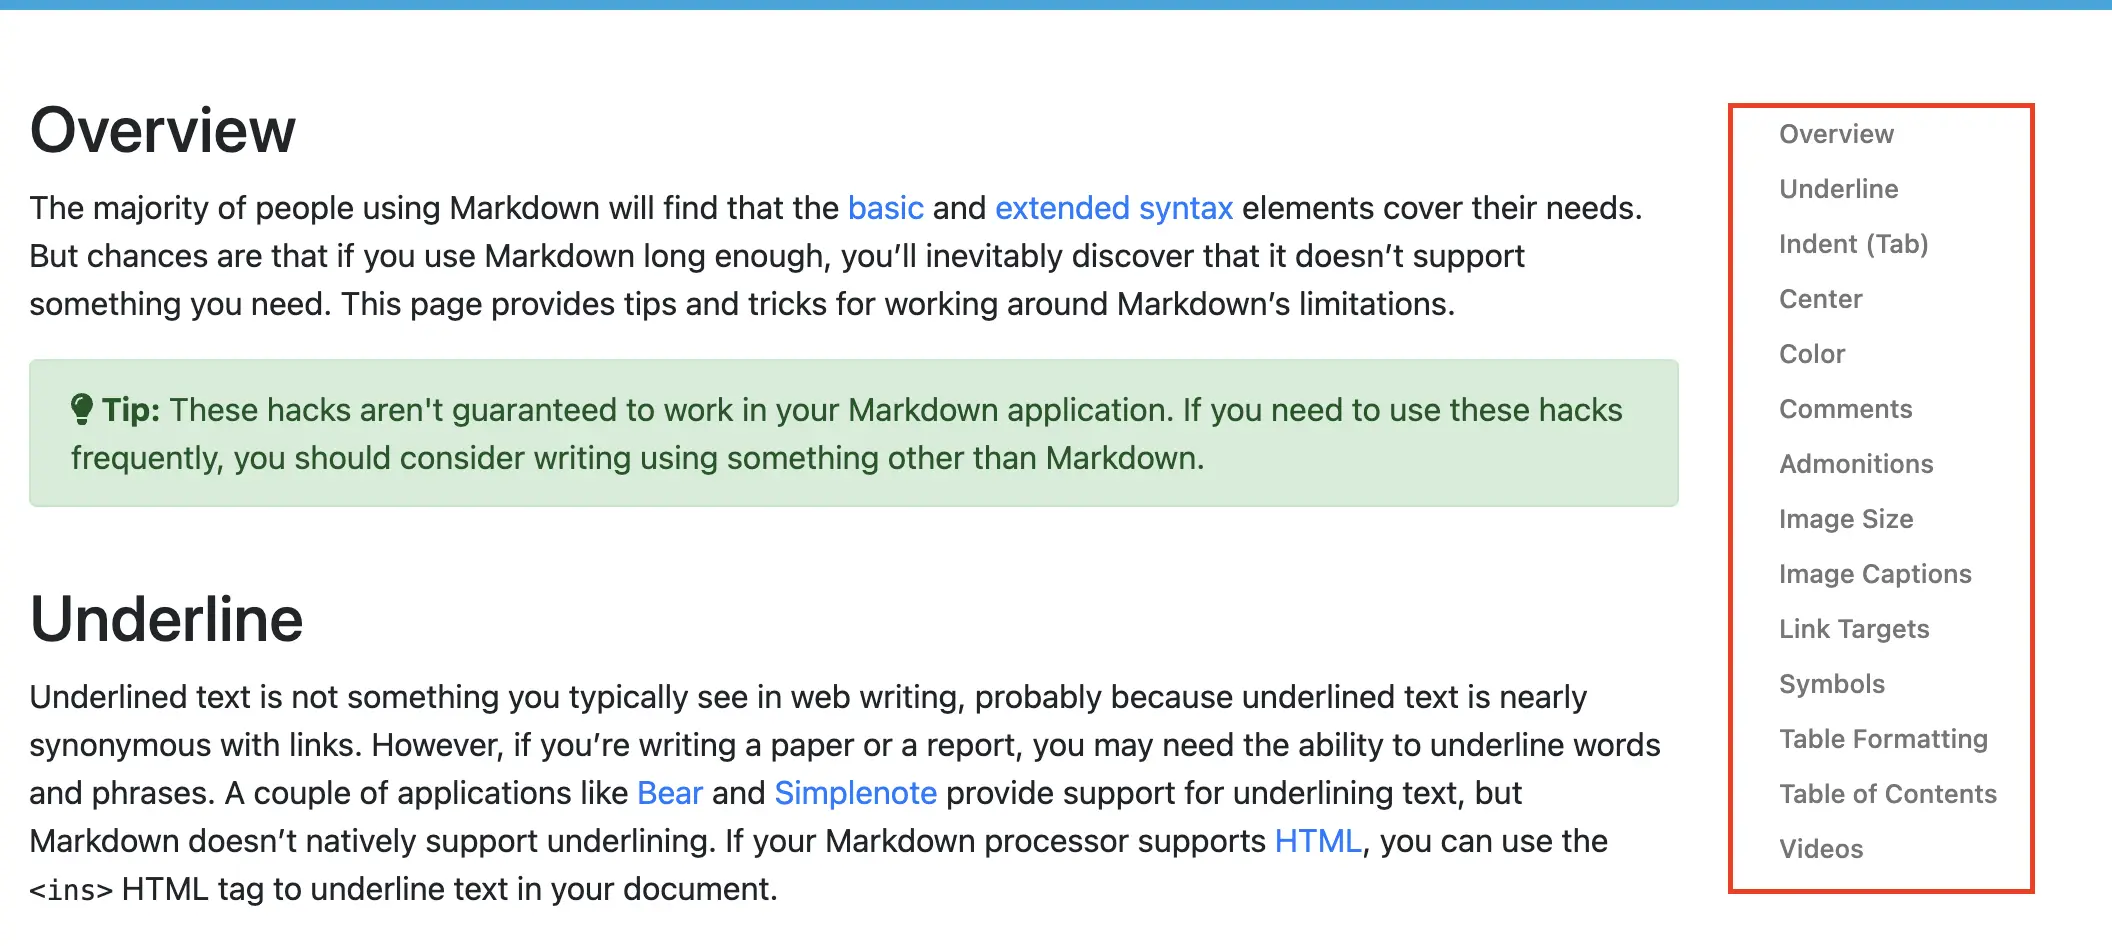 Overview
The majority of people using Markdown will find that the basic and extended syntax elements cover their needs.
But chances are that if you use Markdown long enough, you’ll inevitably discover that it doesn’t support
something you need. This page provides tips and tricks for working around Markdown’s limitations.
Tip: These hacks aren't guaranteed to work in your Markdown application. If you need to use these hacks
frequently, you should consider writing using something other than Markdown.
Underline
Underlined text is not something you typically see in web writing, probably because underlined text is nearly
synonymous with links. However, if you’re writing a paper or a report, you may need the ability to underline words
and phrases. A couple of applications like Bear and Simplenote provide support for underlining text, but
Markdown doesn’t natively support underlining. If your Markdown processor supports HTML, you can use the
<ins> HTML tag to underline text in your document.
Overview
Underline
Indent (Tab)
Center
Color
Comments
Admonitions
Image Size
Image Captions
Link Targets
Symbols
Table Formatting
Table of Contents
Videos